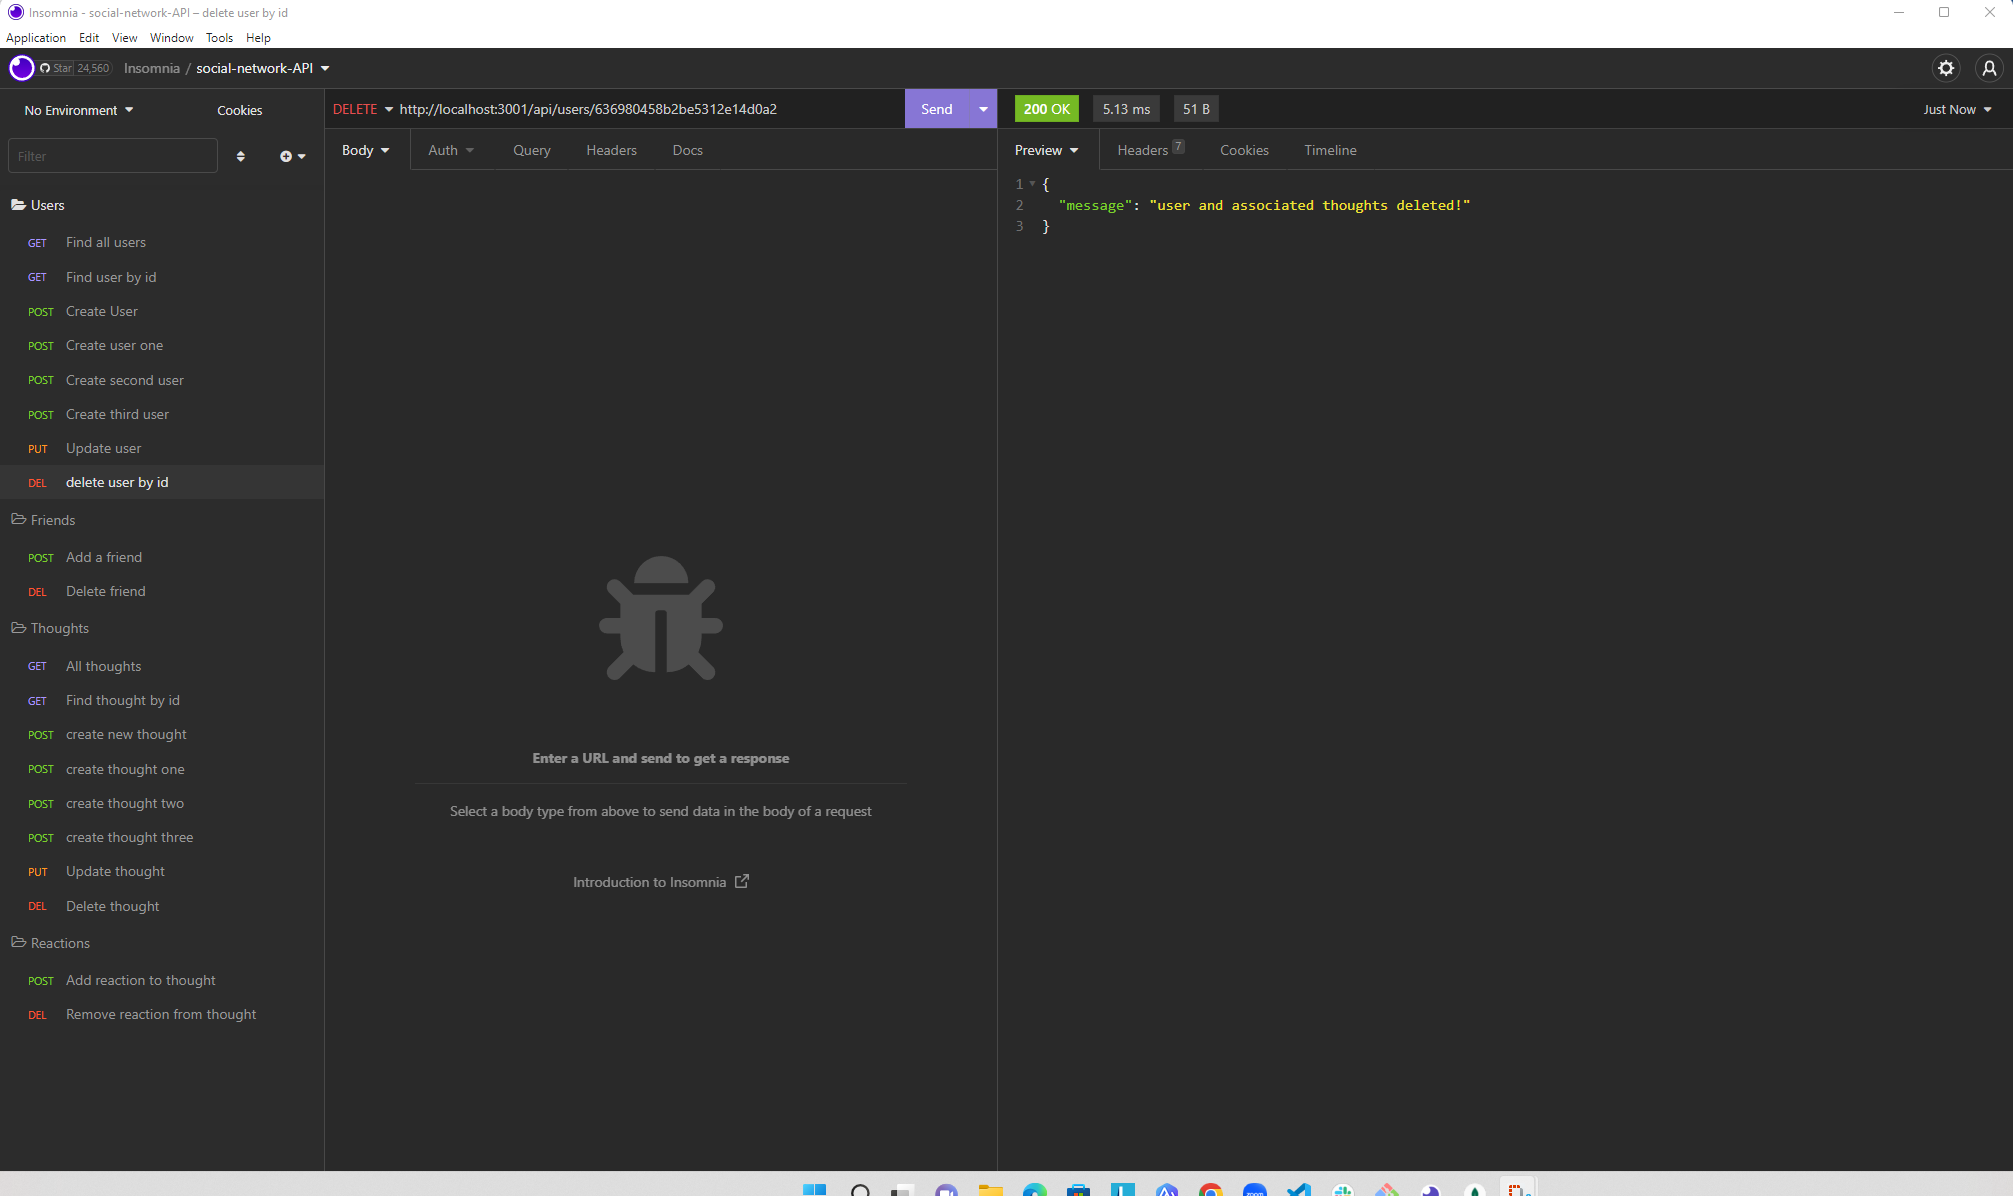 Insomnia - social-network-API – delete user by id
Application Edit View Window Tools Help
Star 24,560 Insomnia / social-network-API
No Environment Cookies
DELETE http://localhost:3001/api/users/636980458b2be5312e14d0a2 Send
200 OK 5.13 ms 51 B Just Now
Filter
Body Auth Query Headers Docs
Preview Headers 7 Cookies Timeline
1 {
2 "message": "user and associated thoughts deleted!"
3 }
Users
GET Find all users
GET Find user by id
POST Create User
POST Create user one
POST Create second user
POST Create third user
PUT Update user
DEL delete user by id
Friends
POST Add a friend
DEL Delete friend
Thoughts
GET All thoughts
GET Find thought by id
POST create new thought
POST create thought one
POST create thought two
POST create thought three
PUT Update thought
DEL Delete thought
Reactions
POST Add reaction to thought
DEL Remove reaction from thought
Enter a URL and send to get a response
Select a body type from above to send data in the body of a request
Introduction to Insomnia
zoom